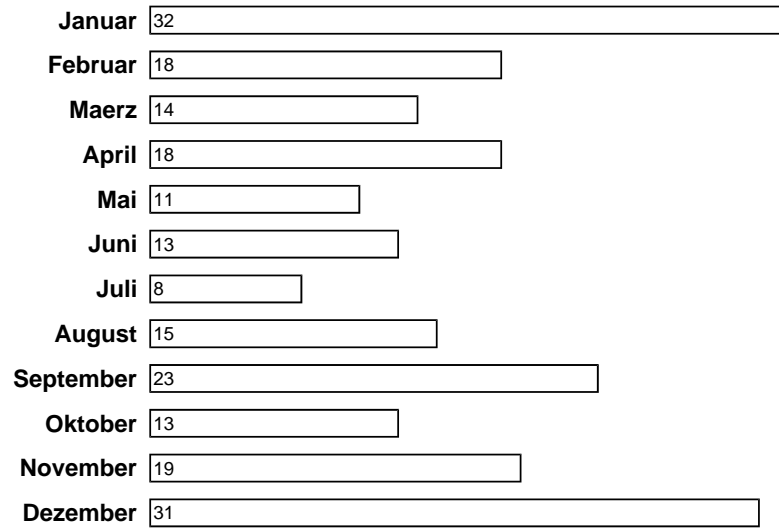 Januar 32
Februar 18
Maerz 14
April 18
Mai 11
Juni 13
Juli 8
August 15
September 23
Oktober 13
November 19
Dezember 31